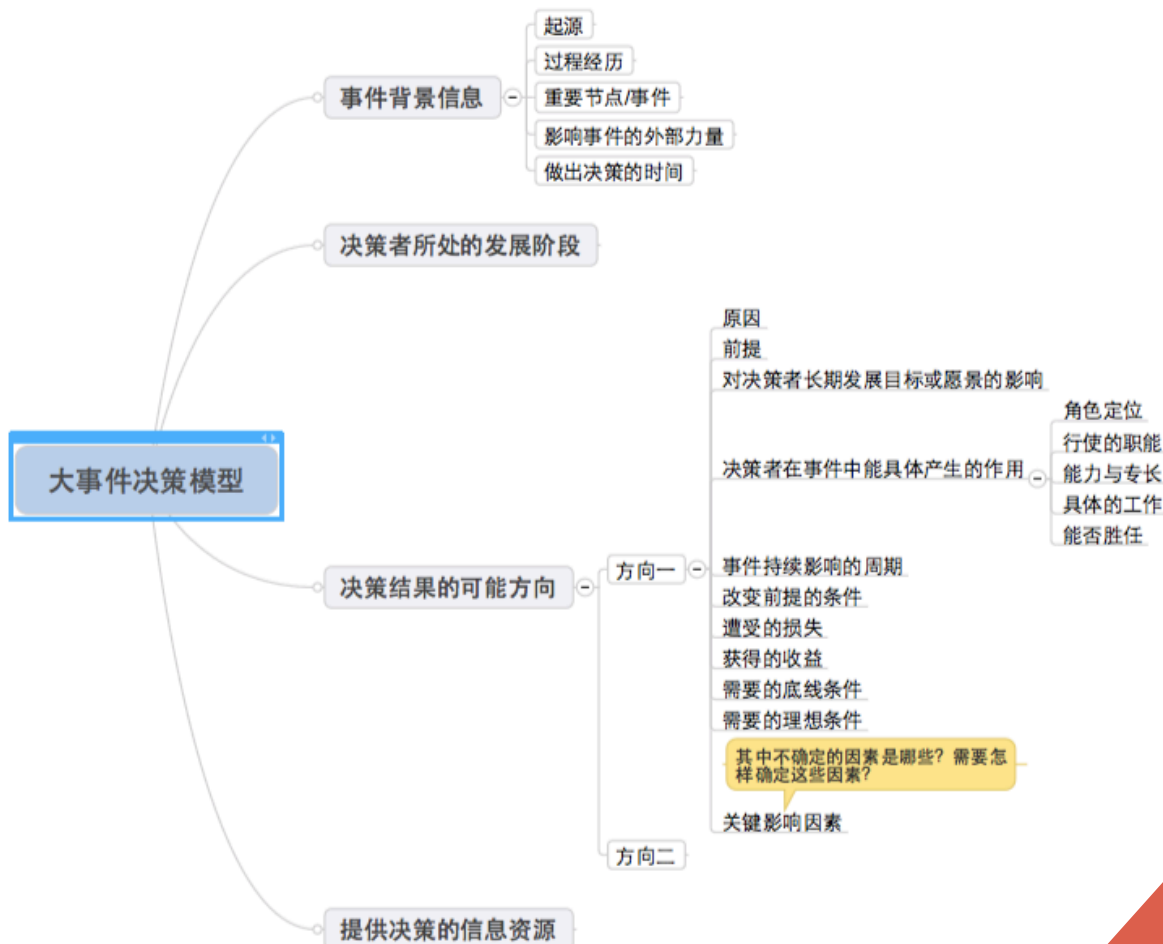 起源
过程经历
事件背景信息
重要节点/事件
影响事件的外部力量
做出决策的时间
决策者所处的发展阶段
原因
前提
对决策者长期发展目标或愿景的影响
角色定位
行使的职能
决策者在事件中能具体产生的作用
能力与专长
具体的工作
能否胜任
大事件决策模型
决策结果的可能方向
方向一
事件持续影响的周期
改变前提的条件
遭受的损失
获得的收益
需要的底线条件
需要的理想条件
其中不确定的因素是哪些？需要怎
样确定这些因素？
关键影响因素
方向二
提供决策的信息资源